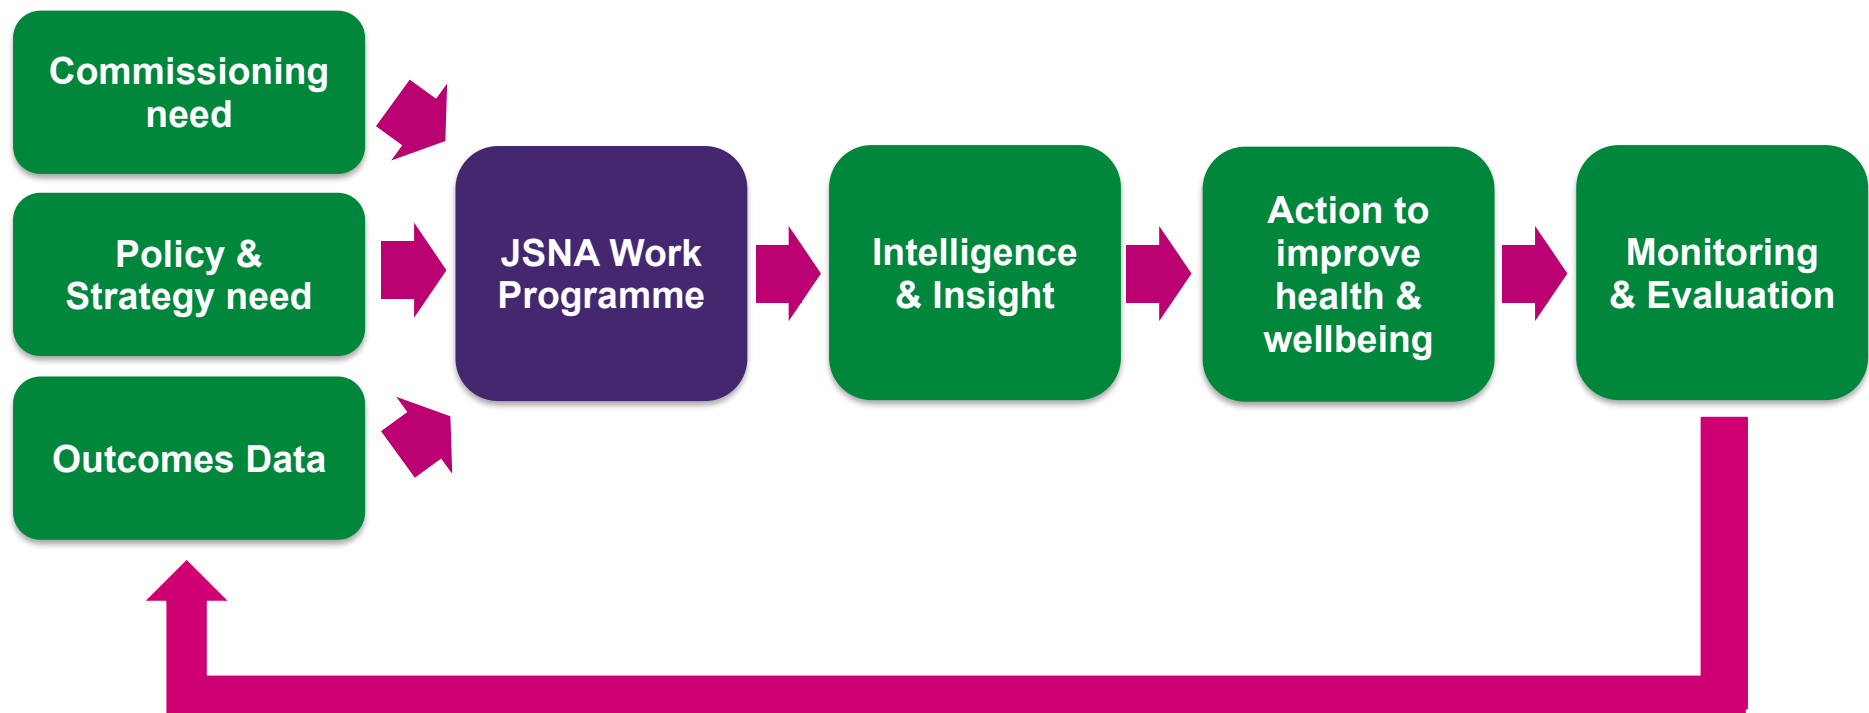 Commissioning
need
Policy &
Strategy need
Outcomes Data
JSNA Work
Programme
Intelligence
& Insight
Action to
improve
health &
wellbeing
Monitoring
& Evaluation